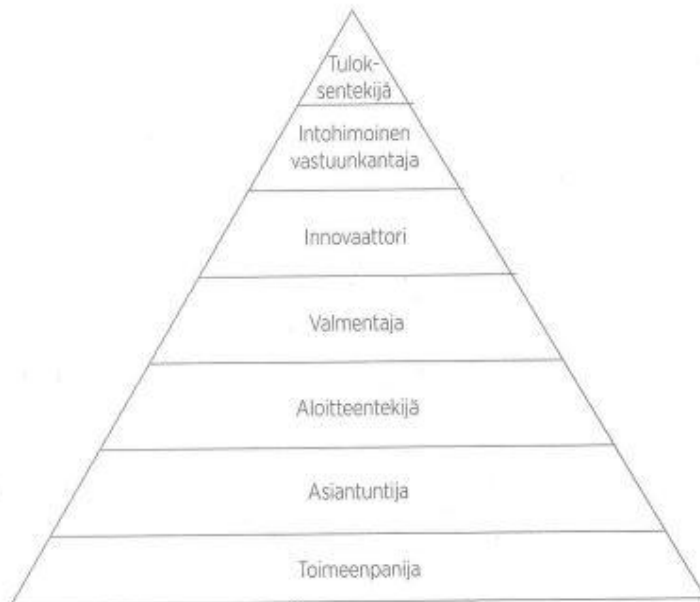 Tulok-
sentekijä
Intohimoinen
vastuunkantaja
Innovaattori
Valmentaja
Aloitteentekijä
Asiantuntija
Toimeenpanija